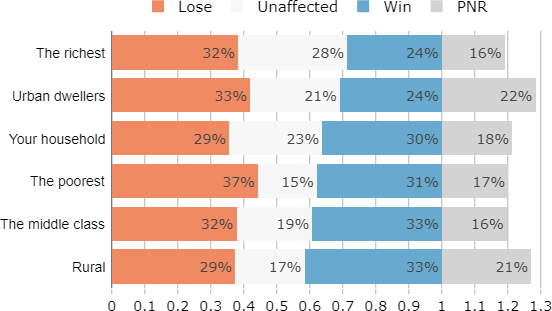 Lose Unaffected Win PNR
The richest 32% 28% 24% 16%
Urban dwellers 33% 21% 24% 22%
Your household 29% 23% 30% 18%
The poorest 37% 15% 31% 17%
The middle class 32% 19% 33% 16%
Rural 29% 17% 33% 21%
0 0.1 0.2 0.3 0.4 0.5 0.6 0.7 0.8 0.9 1 1.1 1.2 1.3